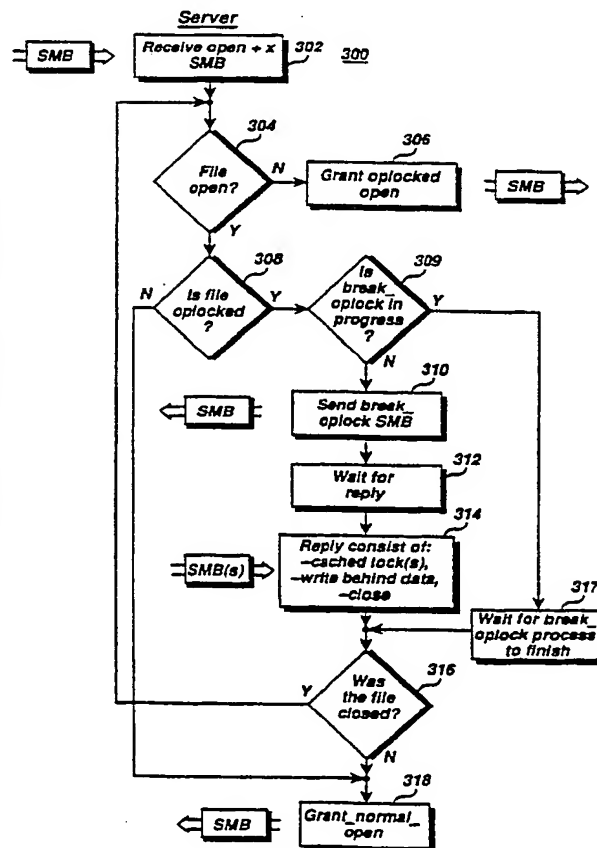 Server
SMB
Receive open + x
SMB
302
300
304
File
open?
N
306
Grant oplocked
open
SMB
Y
308
N
Is file
oplocked
?
Y
309
Is
break_
oplock in
progress
?
Y
N
310
SMB
Send break_
oplock SMB
312
Wait for
reply
314
SMB(s)
Reply consist of:
-cached lock(s),
-write behind data,
-close
317
Wait for break_
oplock process
to finish
316
Y
Was
the file
closed?
N
318
SMB
Grant_normal_
open